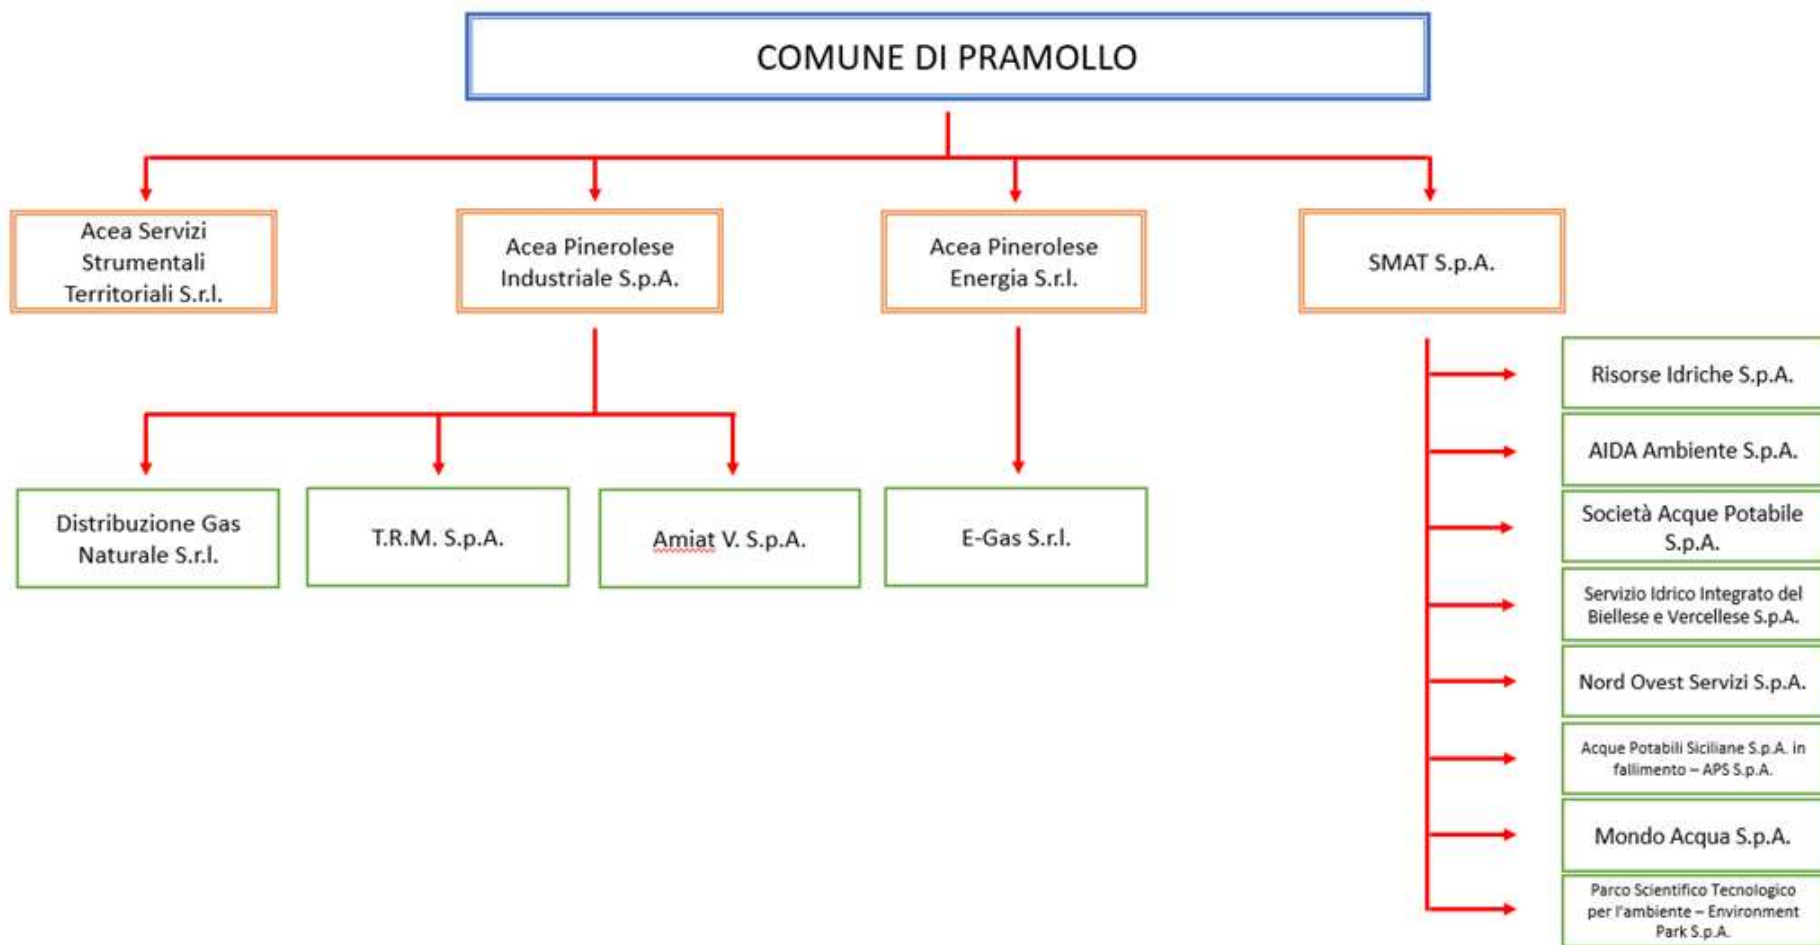 COMUNE DI PRAMOLLO
Acea Servizi
Strumentali
Territoriali S.r.l.
Acea Pinerolese
Industriale S.p.A.
Acea Pinerolese
Energia S.r.l.
SMAT S.p.A.
Distribuzione Gas
Naturale S.r.l.
T.R.M. S.p.A.
Amiat V. S.p.A.
E-Gas S.r.l.
Risorse Idriche S.p.A.
AIDA Ambiente S.p.A.
Società Acque Potabile
S.p.A.
Servizio Idrico Integrato del
Biellese e Vercellese S.p.A.
Nord Ovest Servizi S.p.A.
Acque Potabili Siciliane S.p.A. in
fallimento – APS S.p.A.
Mondo Acqua S.p.A.
Parco Scientifico Tecnologico
per l'ambiente – Environment
Park S.p.A.